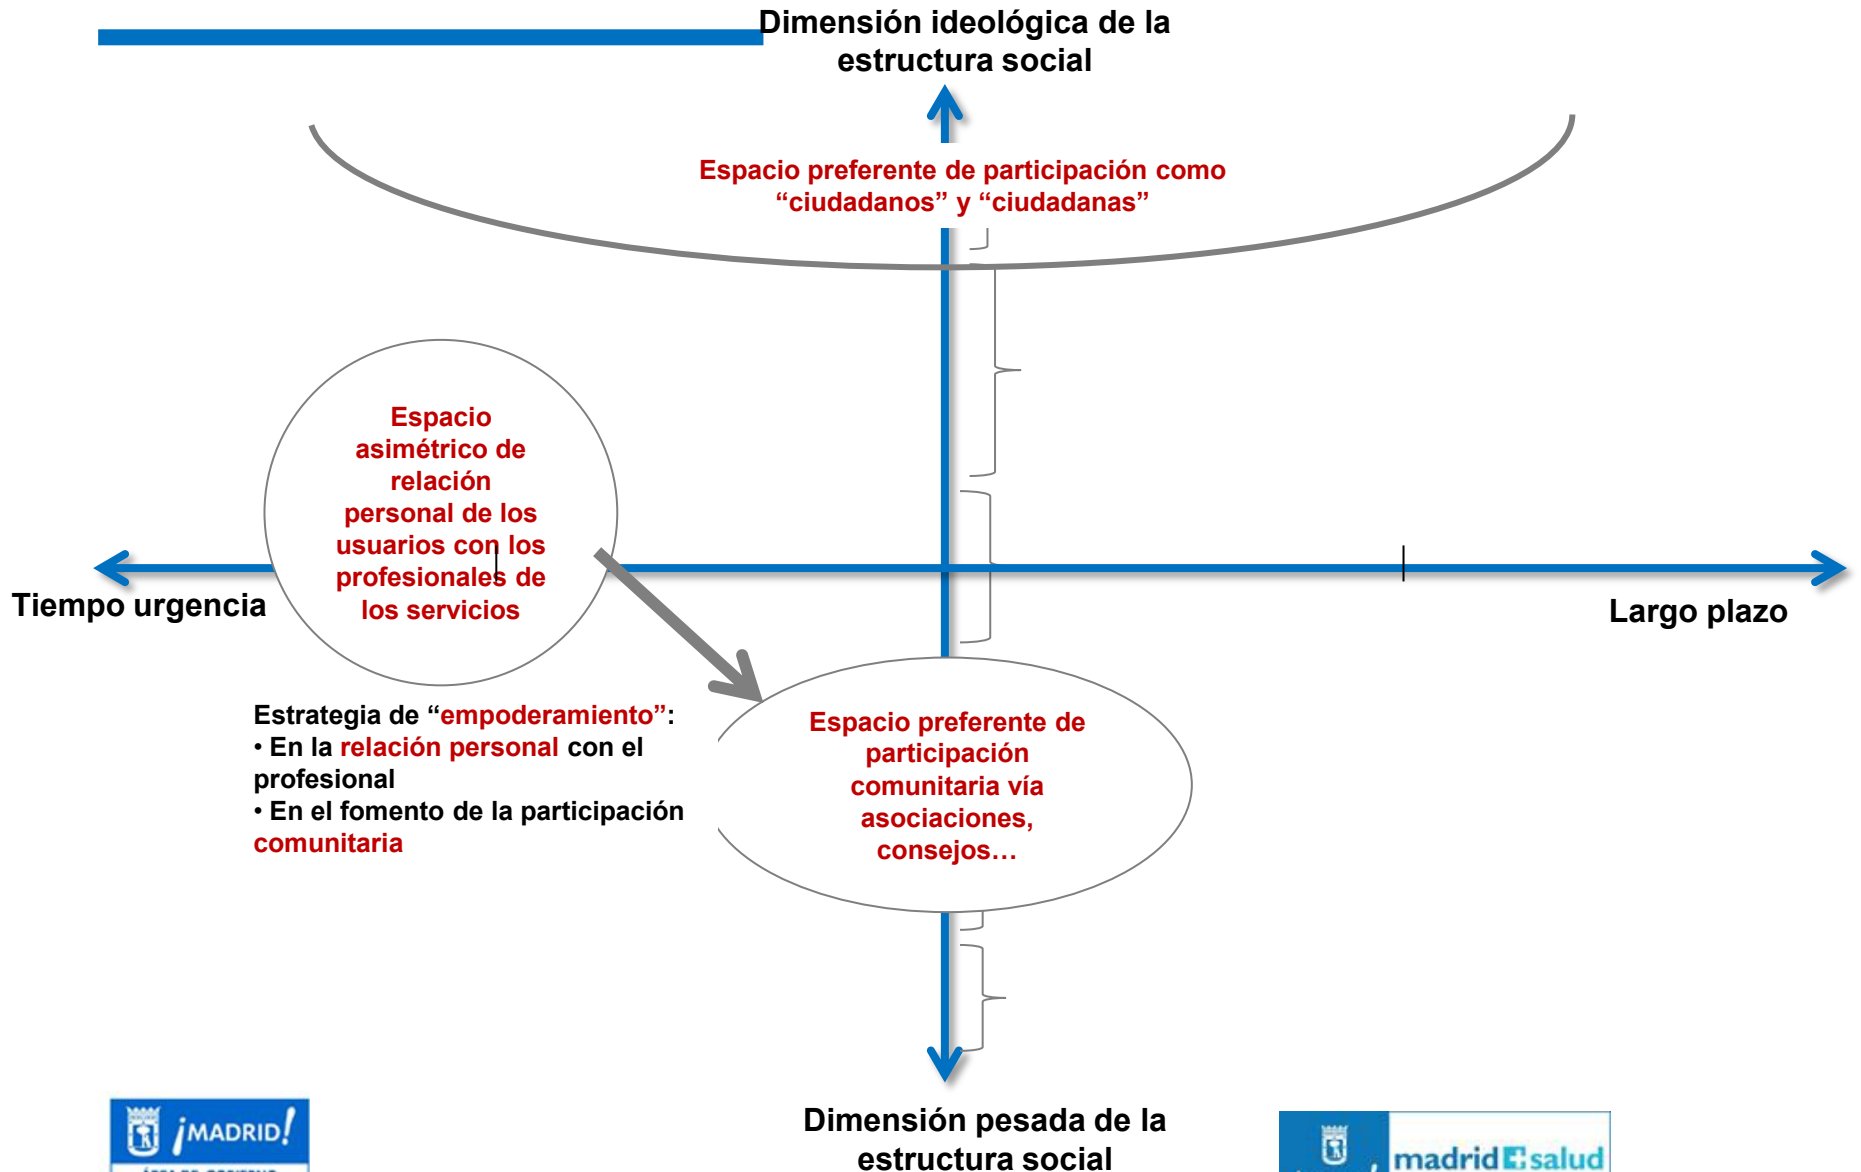 Dimensión ideológica de la
estructura social
Espacio preferente de participación como
“ciudadanos” y “ciudadanas”
Espacio
asimétrico de
relación
personal de los
usuarios con los
profesionales de
los servicios
Tiempo urgencia
Largo plazo
Estrategia de “empoderamiento”:
• En la relación personal con el
profesional
• En el fomento de la participación
comunitaria
Espacio preferente de
participación
comunitaria vía
asociaciones,
consejos…
Dimensión pesada de la
estructura social
¡MADRID!
madrid salud